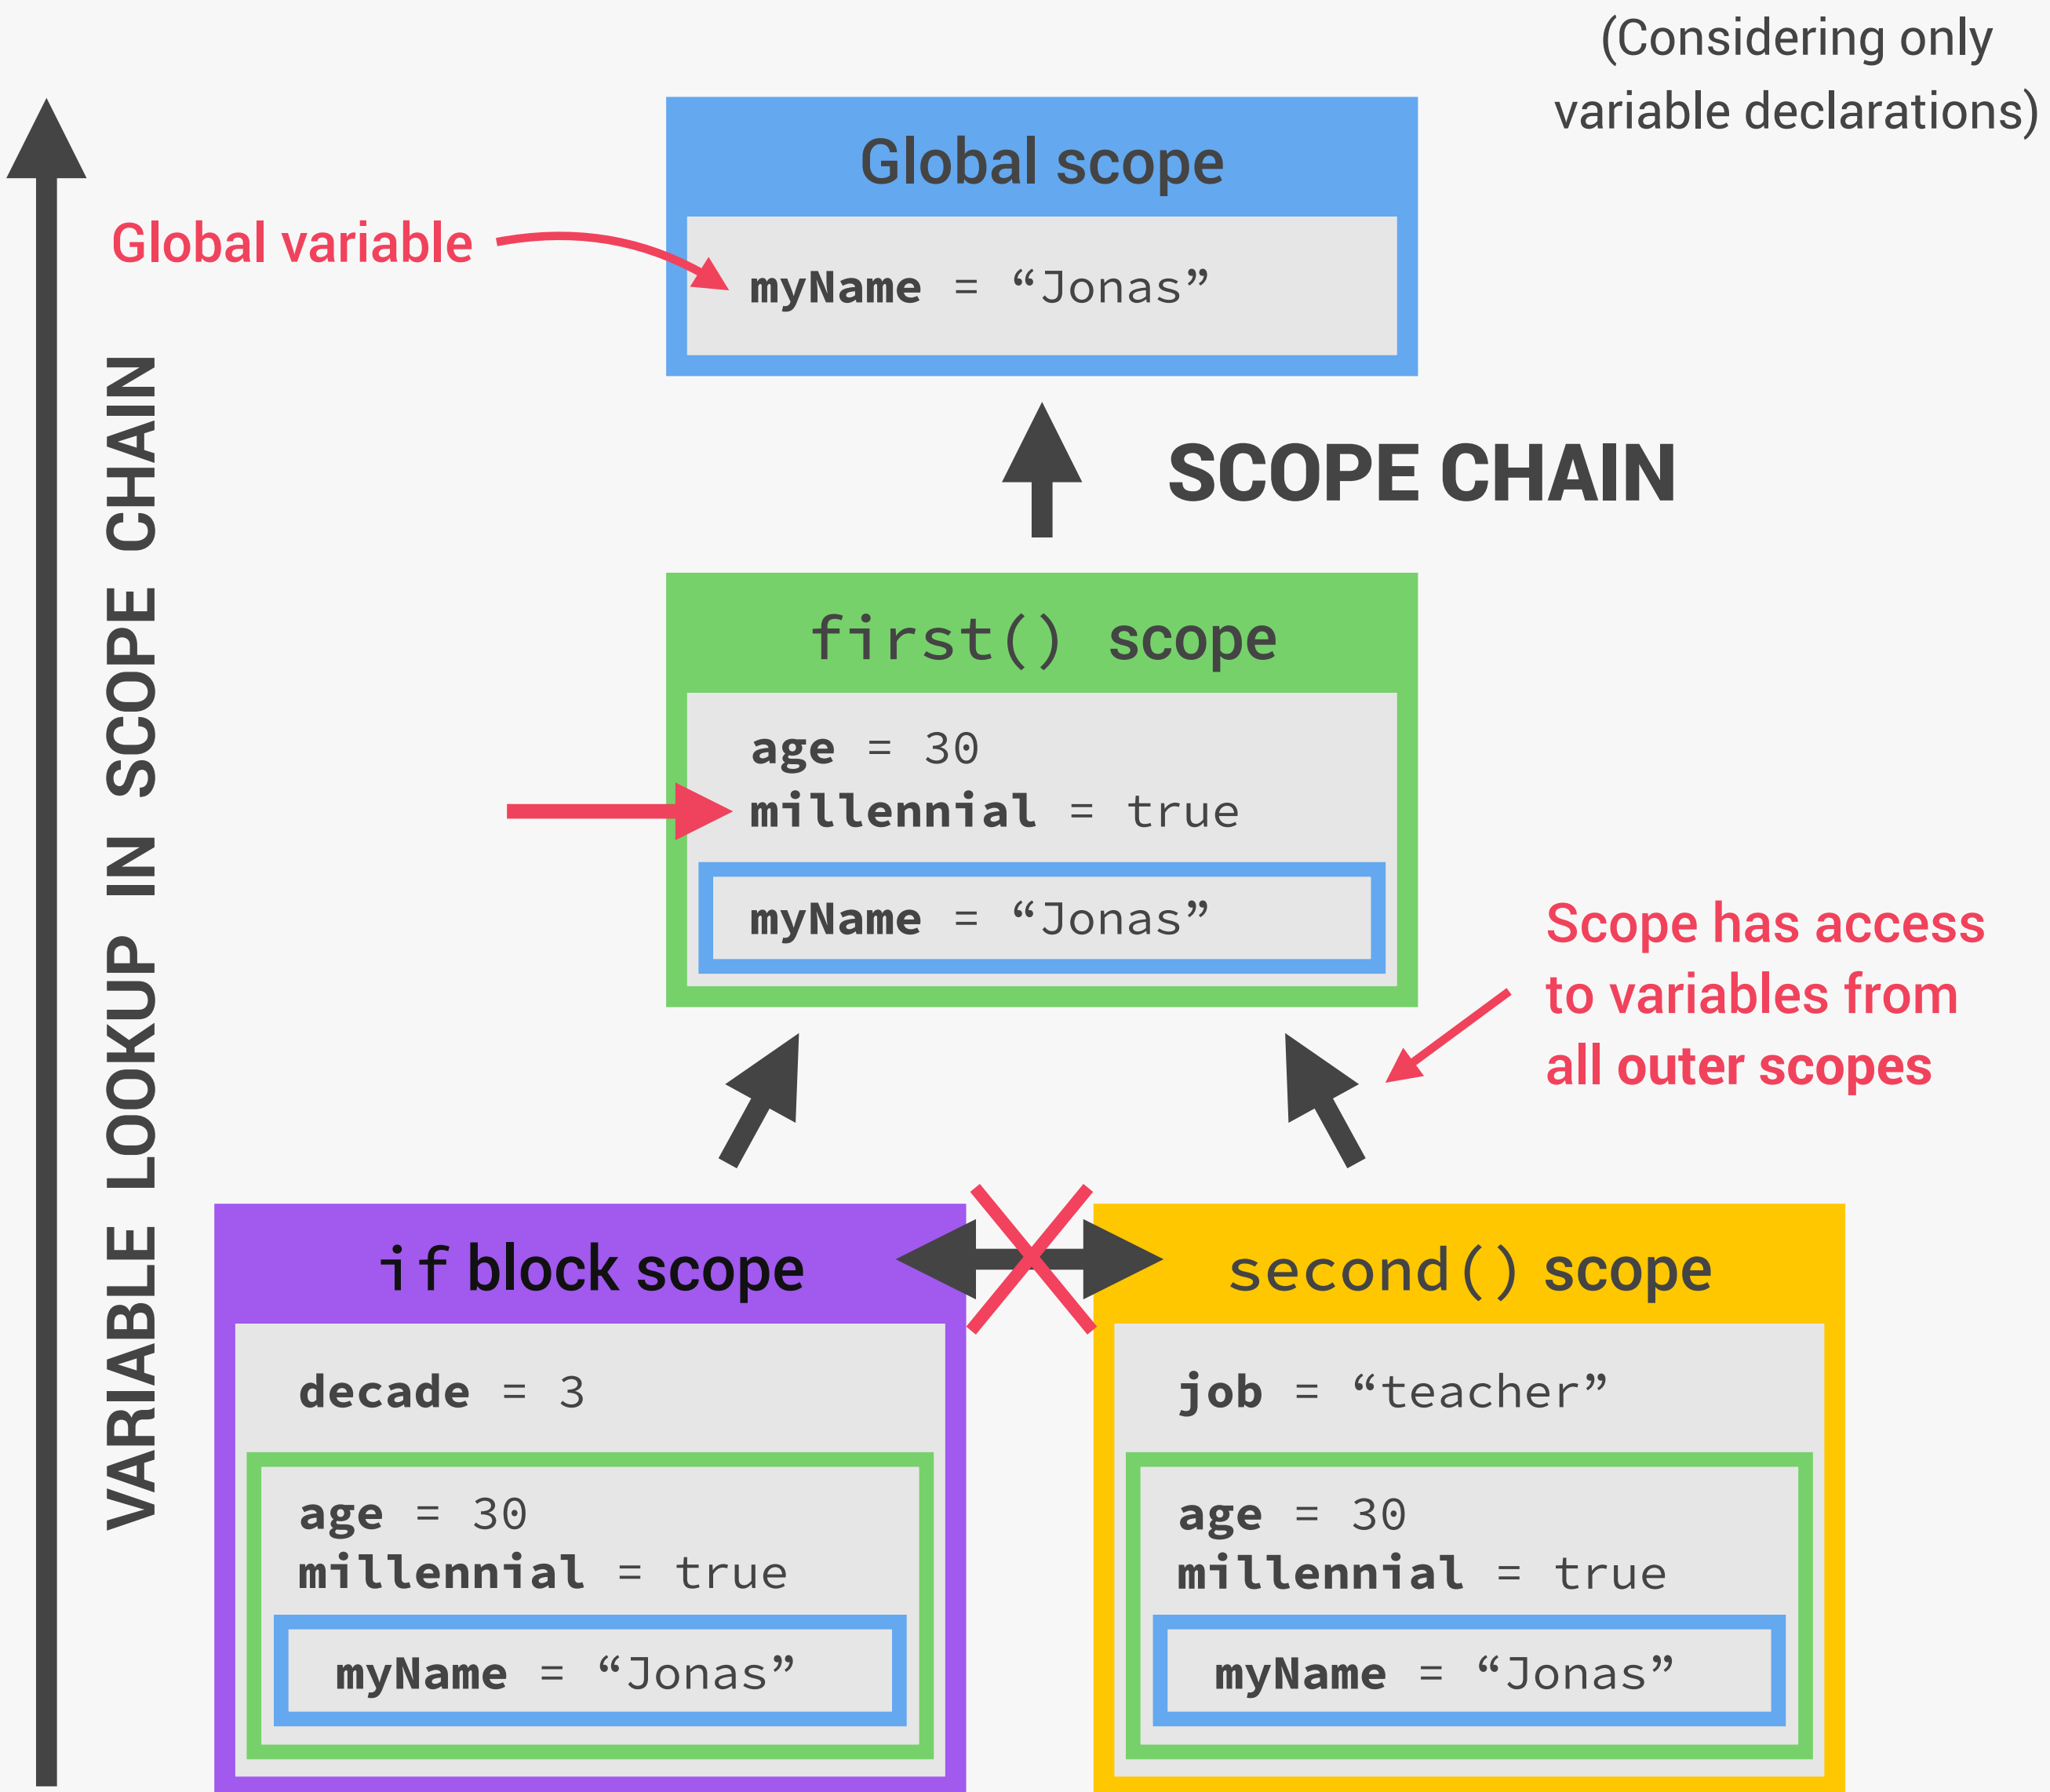 (Considering only
variable declarations)
Global scope
Global variable
myName = “Jonas”
SCOPE CHAIN
VARIABLE LOOKUP IN SCOPE CHAIN
first() scope
age = 30
millennial = true
myName = “Jonas”
Scope has access
to variables from
all outer scopes
if block scope
decade = 3
age = 30
millennial = true
myName = “Jonas”
second() scope
job = “teacher”
age = 30
millennial = true
myName = “Jonas”